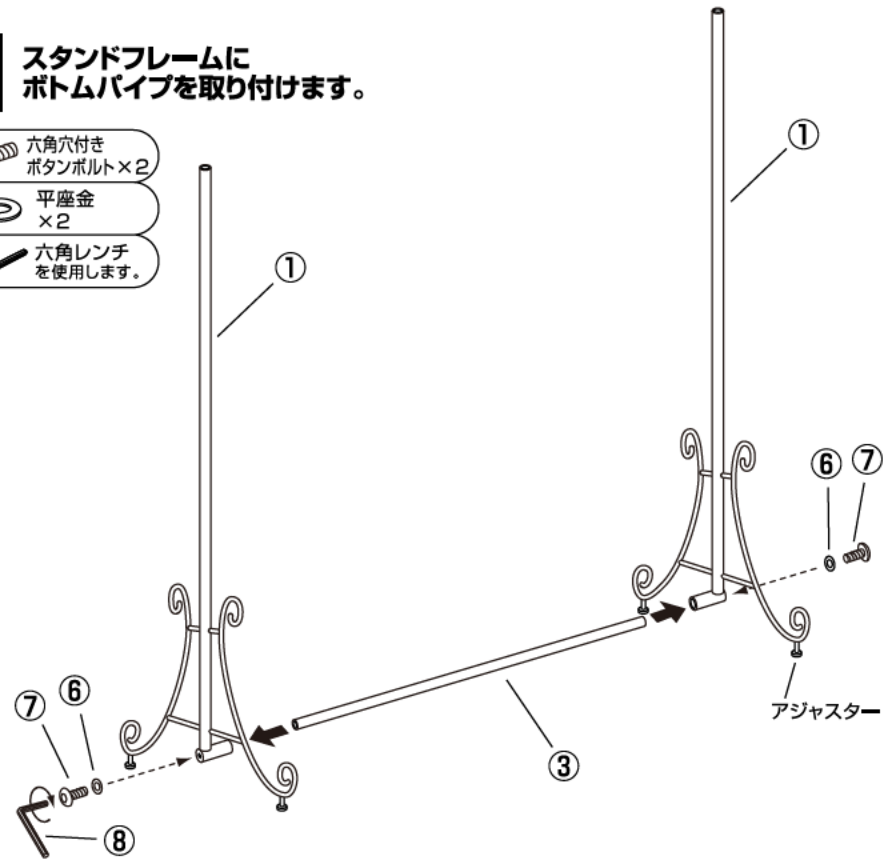 スタンドフレームに
ボトムパイプを取り付けます。
六角穴付き
ボタンボルト×2
平座金
×2
六角レンチ
を使用します。
①
①
⑥ ⑦
アジャスター
③
⑦ ⑥
⑧